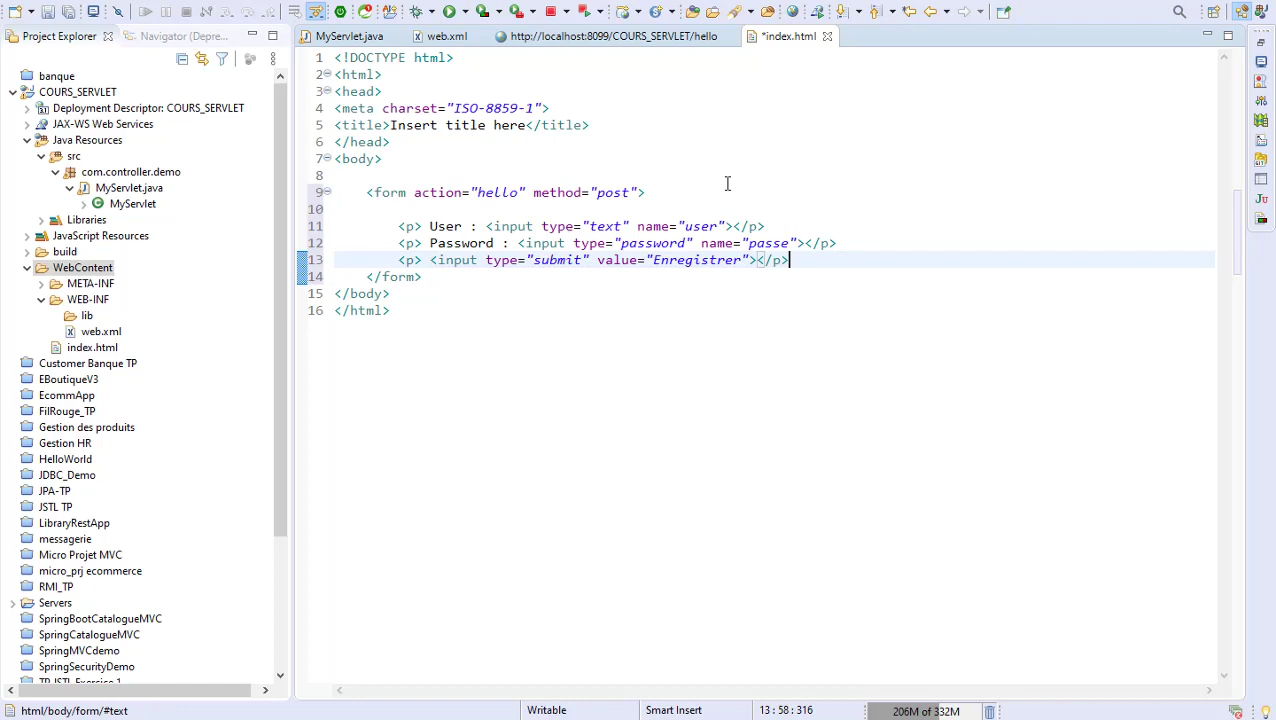 Project Explorer
Navigator (Depre...
MyServlet.java
web.xml
http://localhost:8099/COURS_SERVLET/hello
*index.html
banque
COURS_SERVLET
Deployment Descriptor: COURS_SERVLET
JAX-WS Web Services
Java Resources
src
com.controller.demo
MyServlet.java
MyServlet
Libraries
JavaScript Resources
build
WebContent
META-INF
WEB-INF
lib
web.xml
index.html
Customer Banque TP
EBoutiqueV3
EcommApp
FilRouge_TP
Gestion des produits
Gestion HR
HelloWorld
JDBC_Demo
JPA-TP
JSTL TP
LibraryRestApp
messagerie
Micro Projet MVC
micro_prj ecommerce
RMI_TP
Servers
SpringBootCatalogueMVC
SpringCatalogueMVC
SpringMVCdemo
SpringSecurityDemo
1 <!DOCTYPE html>
2 <html>
3 <head>
4 <meta charset="ISO-8859-1">
5 <title>Insert title here</title>
6 </head>
7 <body>
8
9 <form action="hello" method="post">
10
11 <p> User : <input type="text" name="user"></p>
12 <p> Password : <input type="password" name="passe"></p>
13 <p> <input type="submit" value="Enregistrer"></p>
14 </form>
15 </body>
16 </html>
html/body/form/#text
Writable
Smart Insert
13 : 58 : 316
206M of 332M